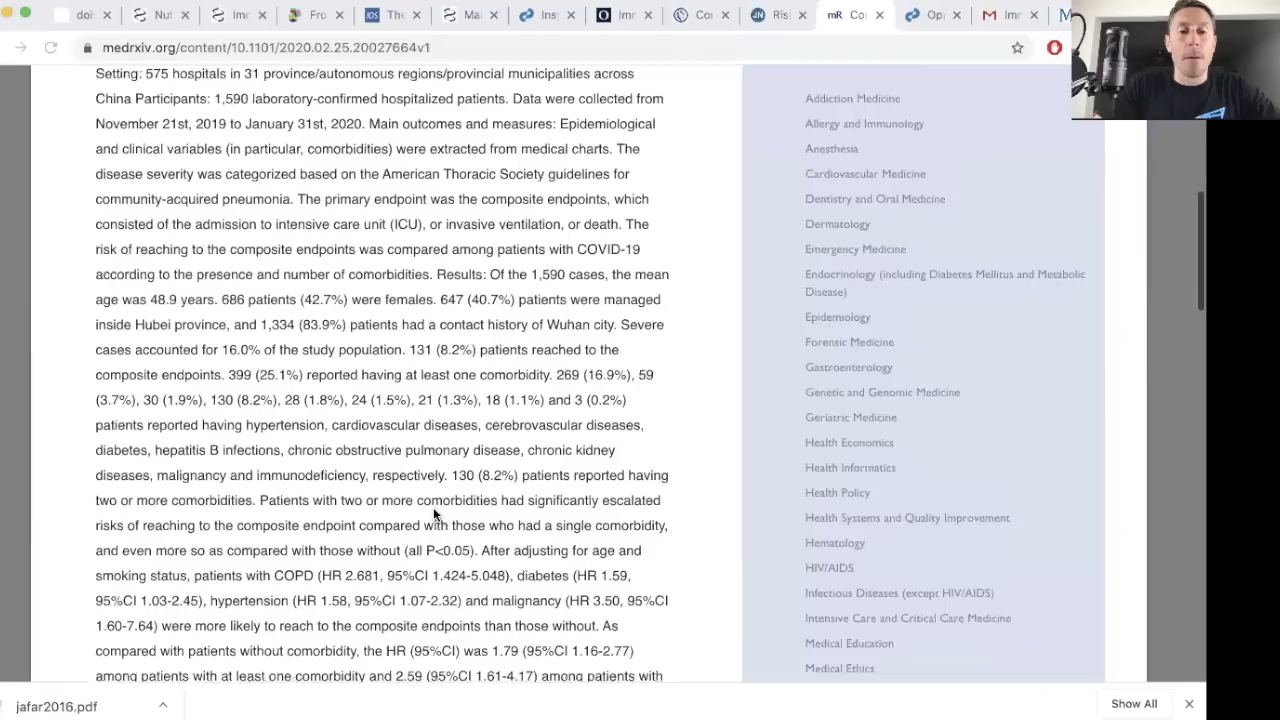 doi
Nut
Imr
Fro
The
Ma
Ins
Imr
Cor
Ris
Co
Op
Imr
medrxiv.org/content/10.1101/2020.02.25.20027664v1
Setting: 575 hospitals in 31 province/autonomous regions/provincial municipalities across
China Participants: 1,590 laboratory-confirmed hospitalized patients. Data were collected from
November 21st, 2019 to January 31st, 2020. Main outcomes and measures: Epidemiological
and clinical variables (in particular, comorbidities) were extracted from medical charts. The
disease severity was categorized based on the American Thoracic Society guidelines for
community-acquired pneumonia. The primary endpoint was the composite endpoints, which
consisted of the admission to intensive care unit (ICU), or invasive ventilation, or death. The
risk of reaching to the composite endpoints was compared among patients with COVID-19
according to the presence and number of comorbidities. Results: Of the 1,590 cases, the mean
age was 48.9 years. 686 patients (42.7%) were females. 647 (40.7%) patients were managed
inside Hubei province, and 1,334 (83.9%) patients had a contact history of Wuhan city. Severe
cases accounted for 16.0% of the study population. 131 (8.2%) patients reached to the
composite endpoints. 399 (25.1%) reported having at least one comorbidity. 269 (16.9%), 59
(3.7%), 30 (1.9%), 130 (8.2%), 28 (1.8%), 24 (1.5%), 21 (1.3%), 18 (1.1%) and 3 (0.2%)
patients reported having hypertension, cardiovascular diseases, cerebrovascular diseases,
diabetes, hepatitis B infections, chronic obstructive pulmonary disease, chronic kidney
diseases, malignancy and immunodeficiency, respectively. 130 (8.2%) patients reported having
two or more comorbidities. Patients with two or more comorbidities had significantly escalated
risks of reaching to the composite endpoint compared with those who had a single comorbidity,
and even more so as compared with those without (all P<0.05). After adjusting for age and
smoking status, patients with COPD (HR 2.681, 95%CI 1.424-5.048), diabetes (HR 1.59,
95%CI 1.03-2.45), hypertension (HR 1.58, 95%CI 1.07-2.32) and malignancy (HR 3.50, 95%CI
1.60-7.64) were more likely to reach to the composite endpoints than those without. As
compared with patients without comorbidity, the HR (95%CI) was 1.79 (95%CI 1.16-2.77)
among patients with at least one comorbidity and 2.59 (95%CI 1.61-4.17) among patients with
Addiction Medicine
Allergy and Immunology
Anesthesia
Cardiovascular Medicine
Dentistry and Oral Medicine
Dermatology
Emergency Medicine
Endocrinology (including Diabetes Mellitus and Metabolic
Disease)
Epidemiology
Forensic Medicine
Gastroenterology
Genetic and Genomic Medicine
Geriatric Medicine
Health Economics
Health Informatics
Health Policy
Health Systems and Quality Improvement
Hematology
HIV/AIDS
Infectious Diseases (except HIV/AIDS)
Intensive Care and Critical Care Medicine
Medical Education
Medical Ethics
jafar2016.pdf
Show All